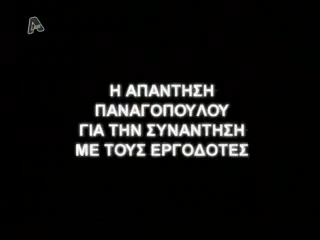 Η ΑΠΑΝΤΗΣΗ
ΠΑΝΑΓΟΠΟΥΛΟΥ
ΓΙΑ ΤΗΝ ΣΥΝΑΝΤΗΣΗ
ΜΕ ΤΟΥΣ ΕΡΓΟΔΟΤΕΣ